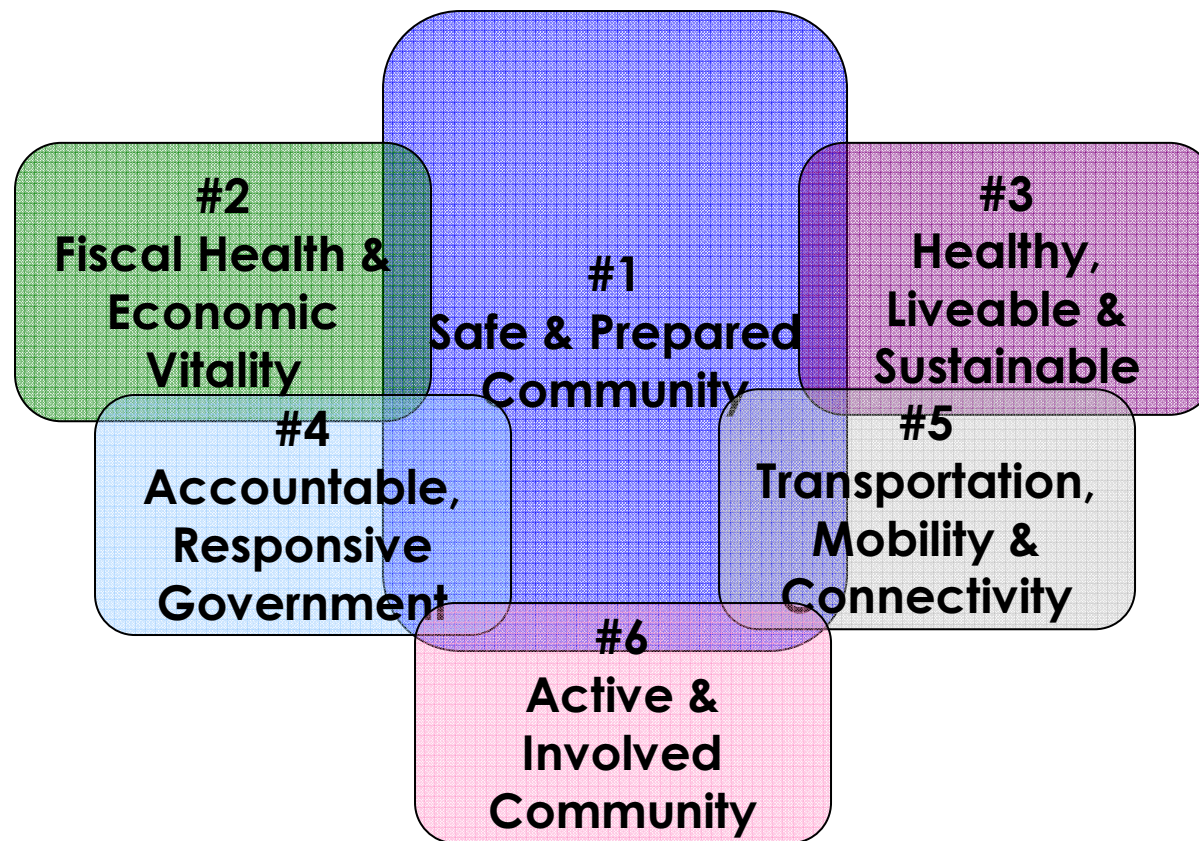 #1
Safe & Prepared
Community
#2
Fiscal Health &
Economic
Vitality
#3
Healthy,
Liveable &
Sustainable
#4
Accountable,
Responsive
Government
#5
Transportation,
Mobility &
Connectivity
#6
Active &
Involved
Community